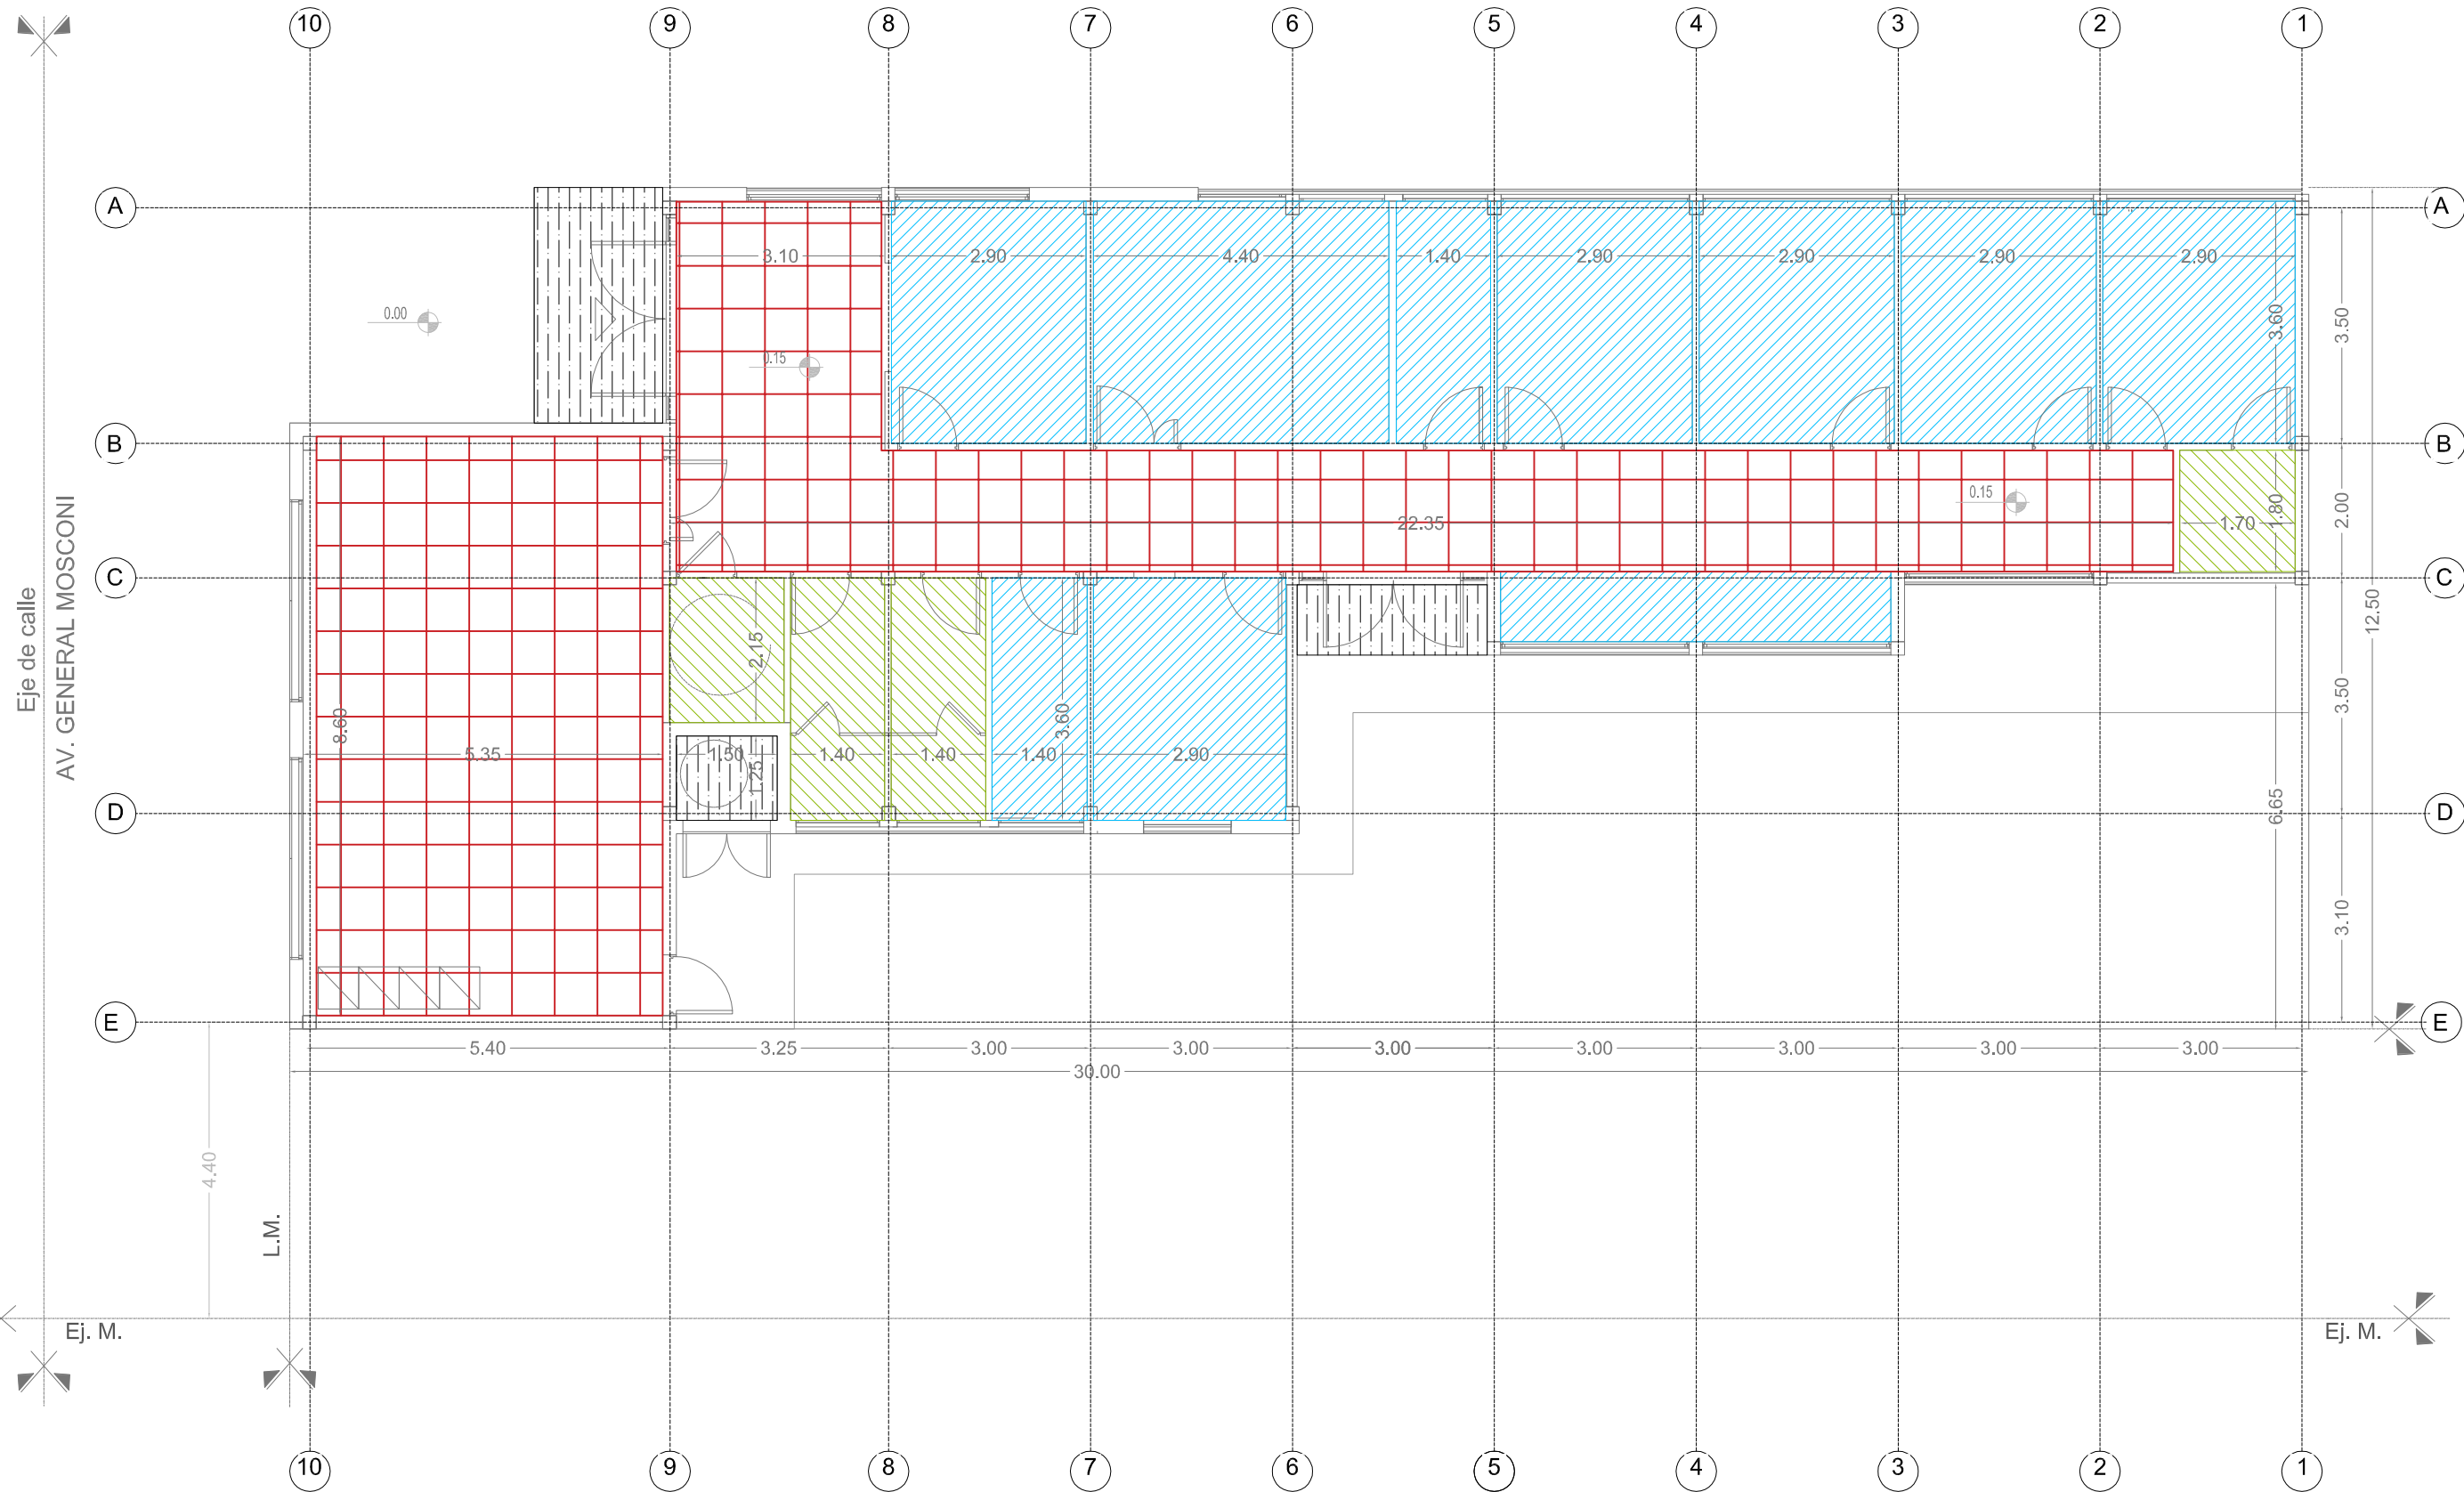 10 9 8 7 6 5 4 3 2 1
A A
3.10 2.90 4.40 1.40 2.90 2.90 2.90 2.90
0.00
3.60
3.50
0.15
B B
0.15
22.35
1.70
1.80
2.00
C C
Eje de calle
AV. GENERAL MOSCONI
2.15
12.50
3.50
8.60
3.60
5.35 1.50 1.40 1.40 1.40 2.90
1.25
D D
6.65
3.10
E E
5.40 3.25 3.00 3.00 3.00 3.00 3.00 3.00 3.00
30.00
4.40
L.M.
Ej. M. Ej. M.
10 9 8 7 6 5 4 3 2 1